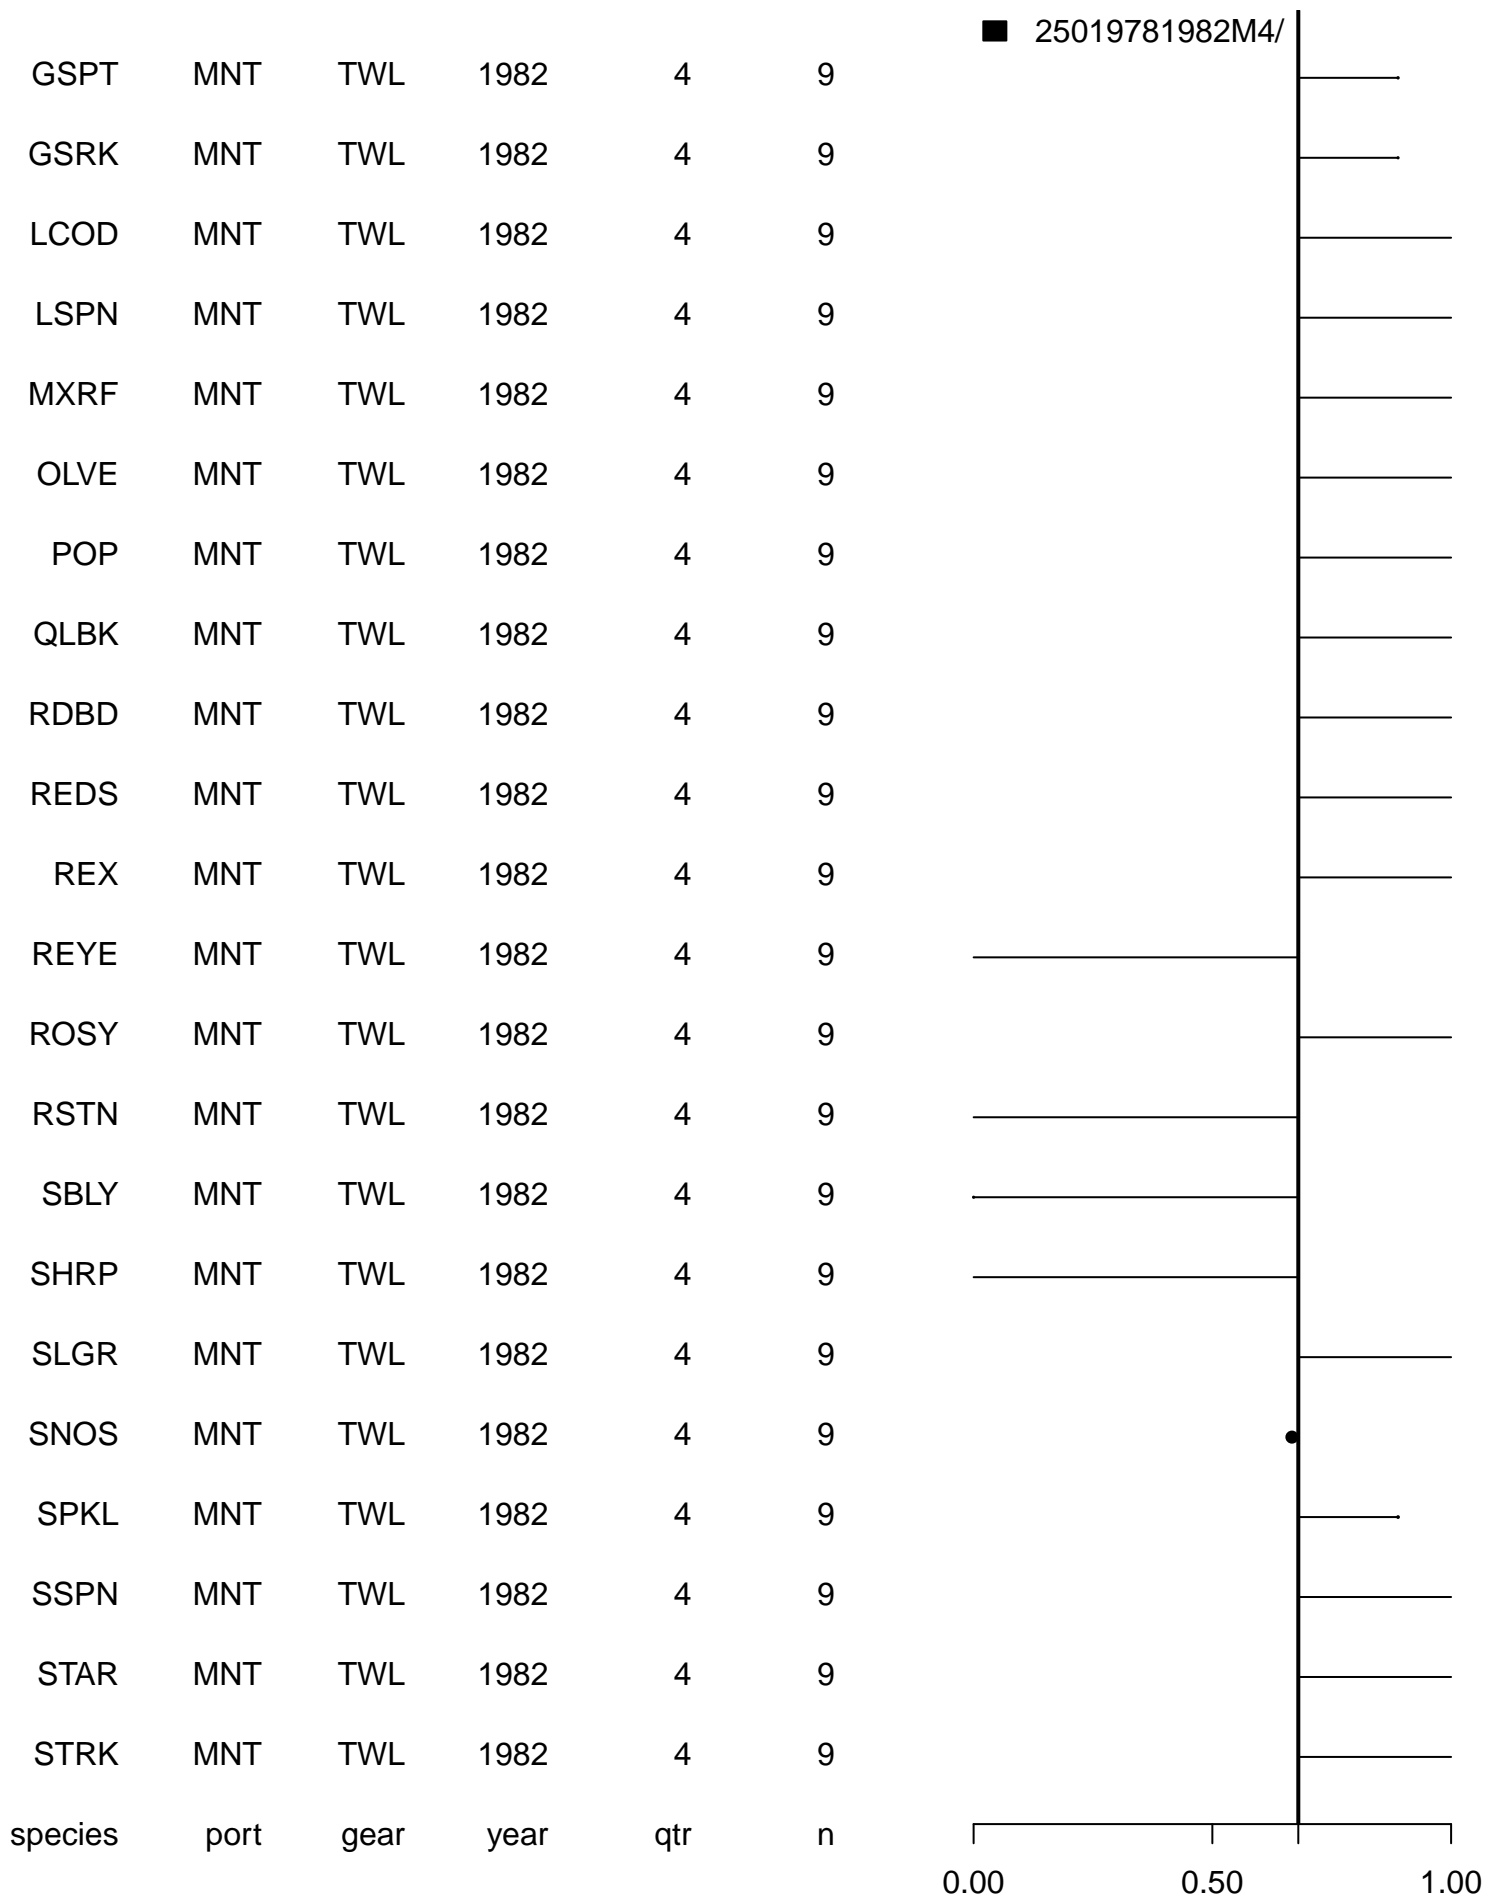 25019781982M4/
GSPT MNT TWL 1982 4 9
GSRK MNT TWL 1982 4 9
LCOD MNT TWL 1982 4 9
LSPN MNT TWL 1982 4 9
MXRF MNT TWL 1982 4 9
OLVE MNT TWL 1982 4 9
POP MNT TWL 1982 4 9
QLBK MNT TWL 1982 4 9
RDBD MNT TWL 1982 4 9
REDS MNT TWL 1982 4 9
REX MNT TWL 1982 4 9
REYE MNT TWL 1982 4 9
ROSY MNT TWL 1982 4 9
RSTN MNT TWL 1982 4 9
SBLY MNT TWL 1982 4 9
SHRP MNT TWL 1982 4 9
SLGR MNT TWL 1982 4 9
SNOS MNT TWL 1982 4 9
SPKL MNT TWL 1982 4 9
SSPN MNT TWL 1982 4 9
STAR MNT TWL 1982 4 9
STRK MNT TWL 1982 4 9
species port gear year qtr n
0.00 0.50 1.00